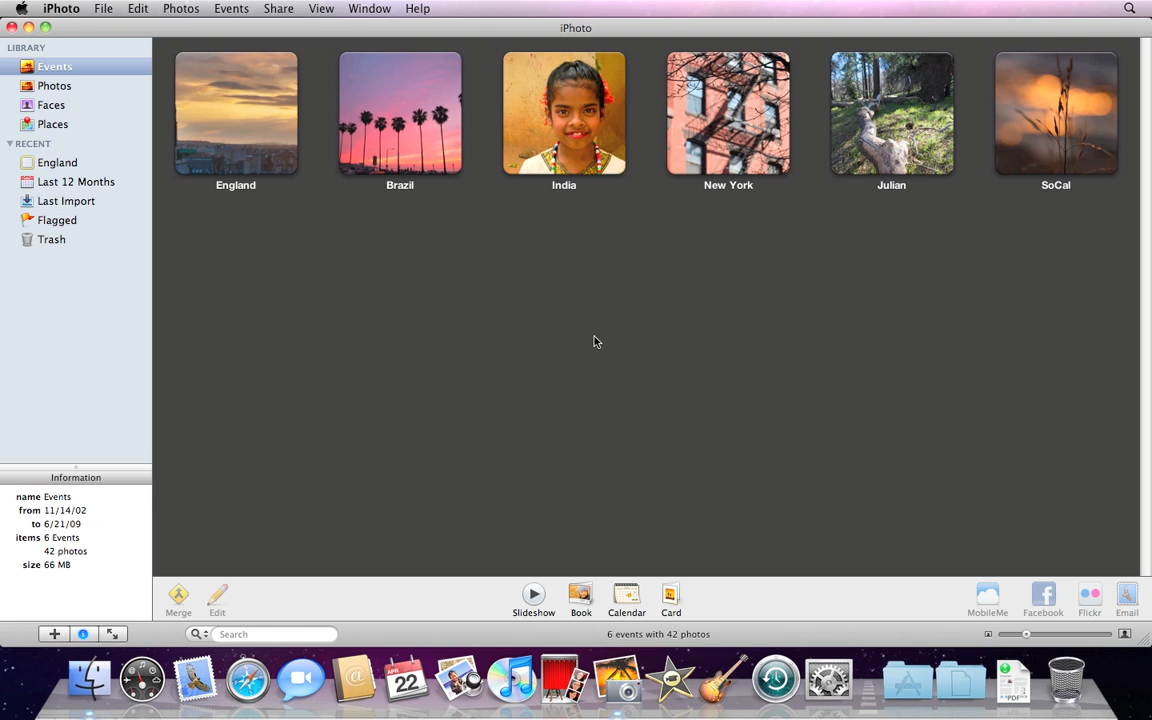 iPhoto File Edit Photos Events Share View Window Help
iPhoto
LIBRARY
Events
Photos
Faces
Places
RECENT
England
Last 12 Months
Last Import
Flagged
Trash
England Brazil India New York Julian SoCal
Information
name Events
from 11/14/02
to 6/21/09
items 6 Events
42 photos
size 66 MB
Merge Edit Slideshow Book Calendar Card MobileMe Facebook Flickr Email
Search
6 events with 42 photos
APR
22
PDF